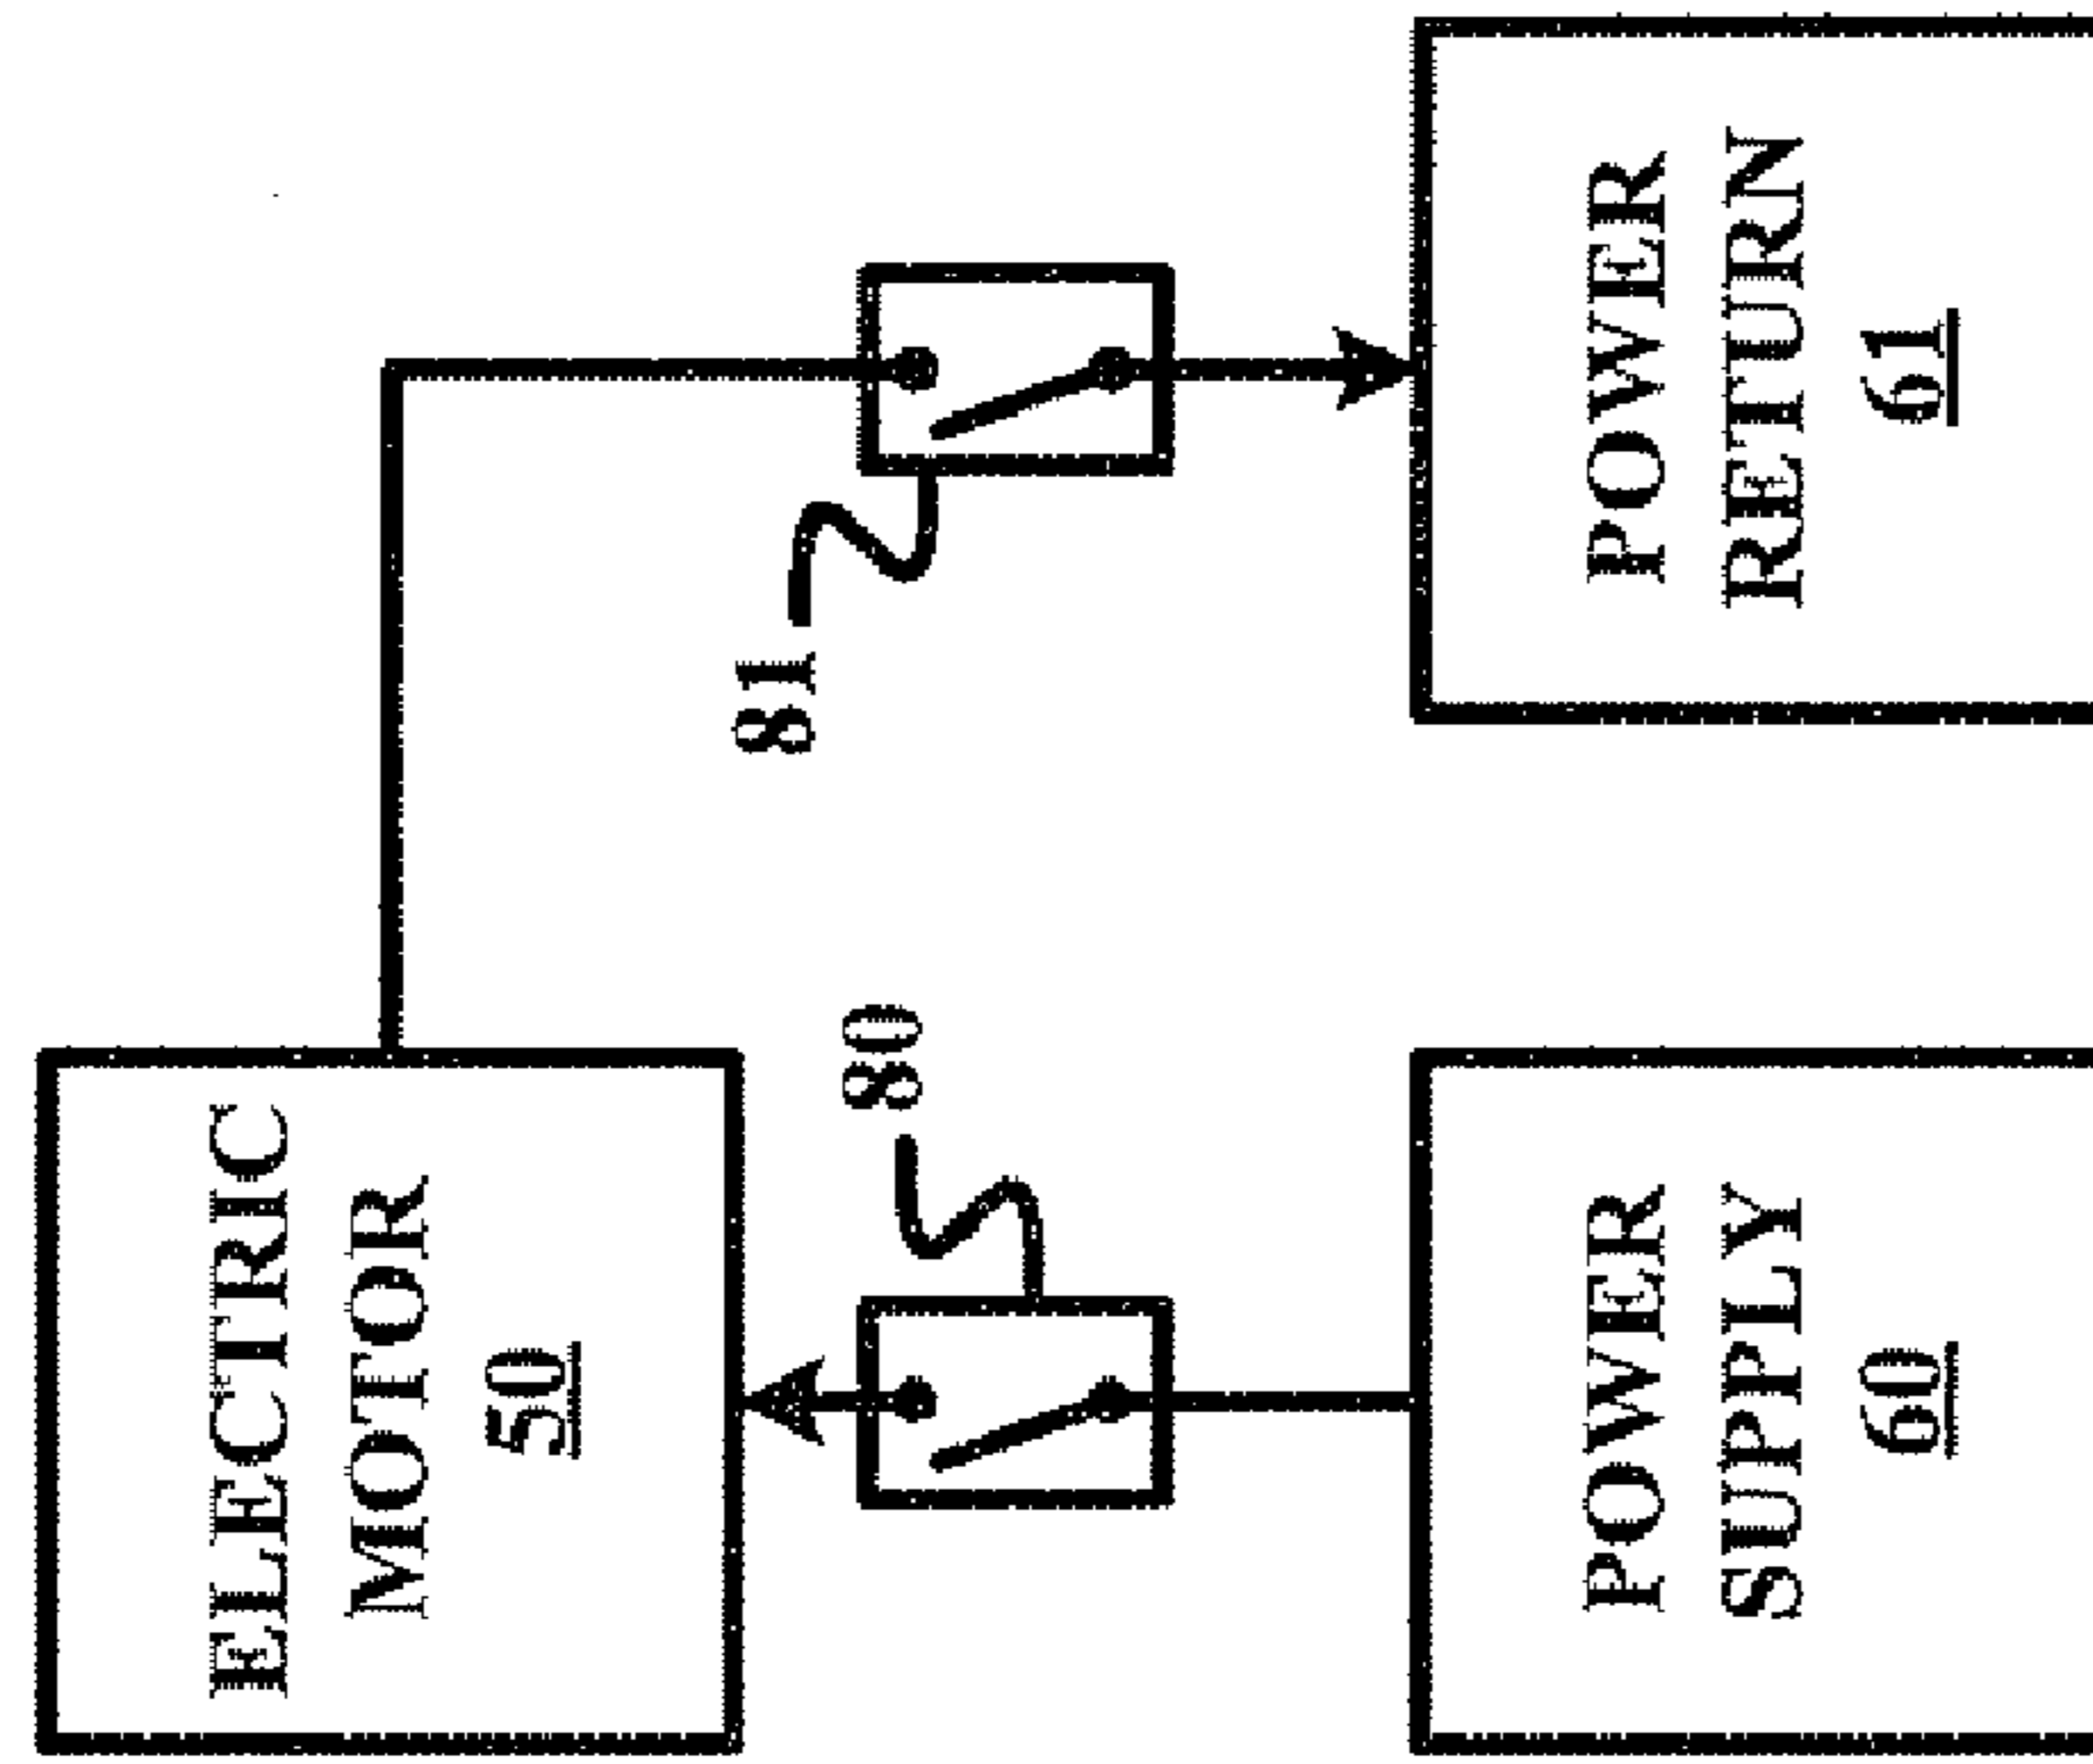 ELECTRIC
MOTOR
50
80
81
POWER
SUPPLY
60
POWER
RETURN
61